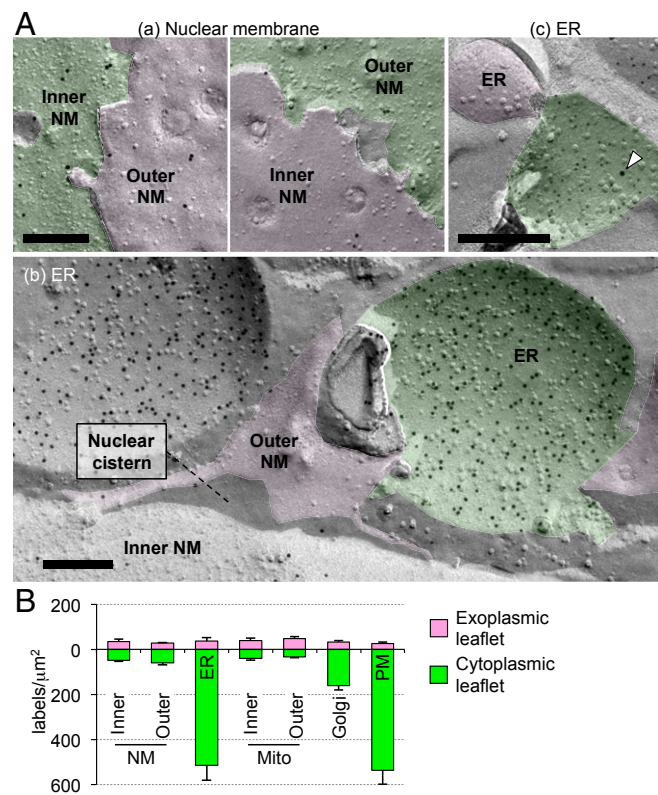 A
(a) Nuclear membrane
(c) ER
Inner
NM
Outer
NM
Outer
NM
Inner
NM
ER
(b) ER
ER
Outer
NM
Nuclear
cistern
Inner NM
B
200
0
200
400
600
labels/μm²
Inner
Outer
NM
ER
Inner
Outer
Mito
Golgi
PM
Exoplasmic
leaflet
Cytoplasmic
leaflet